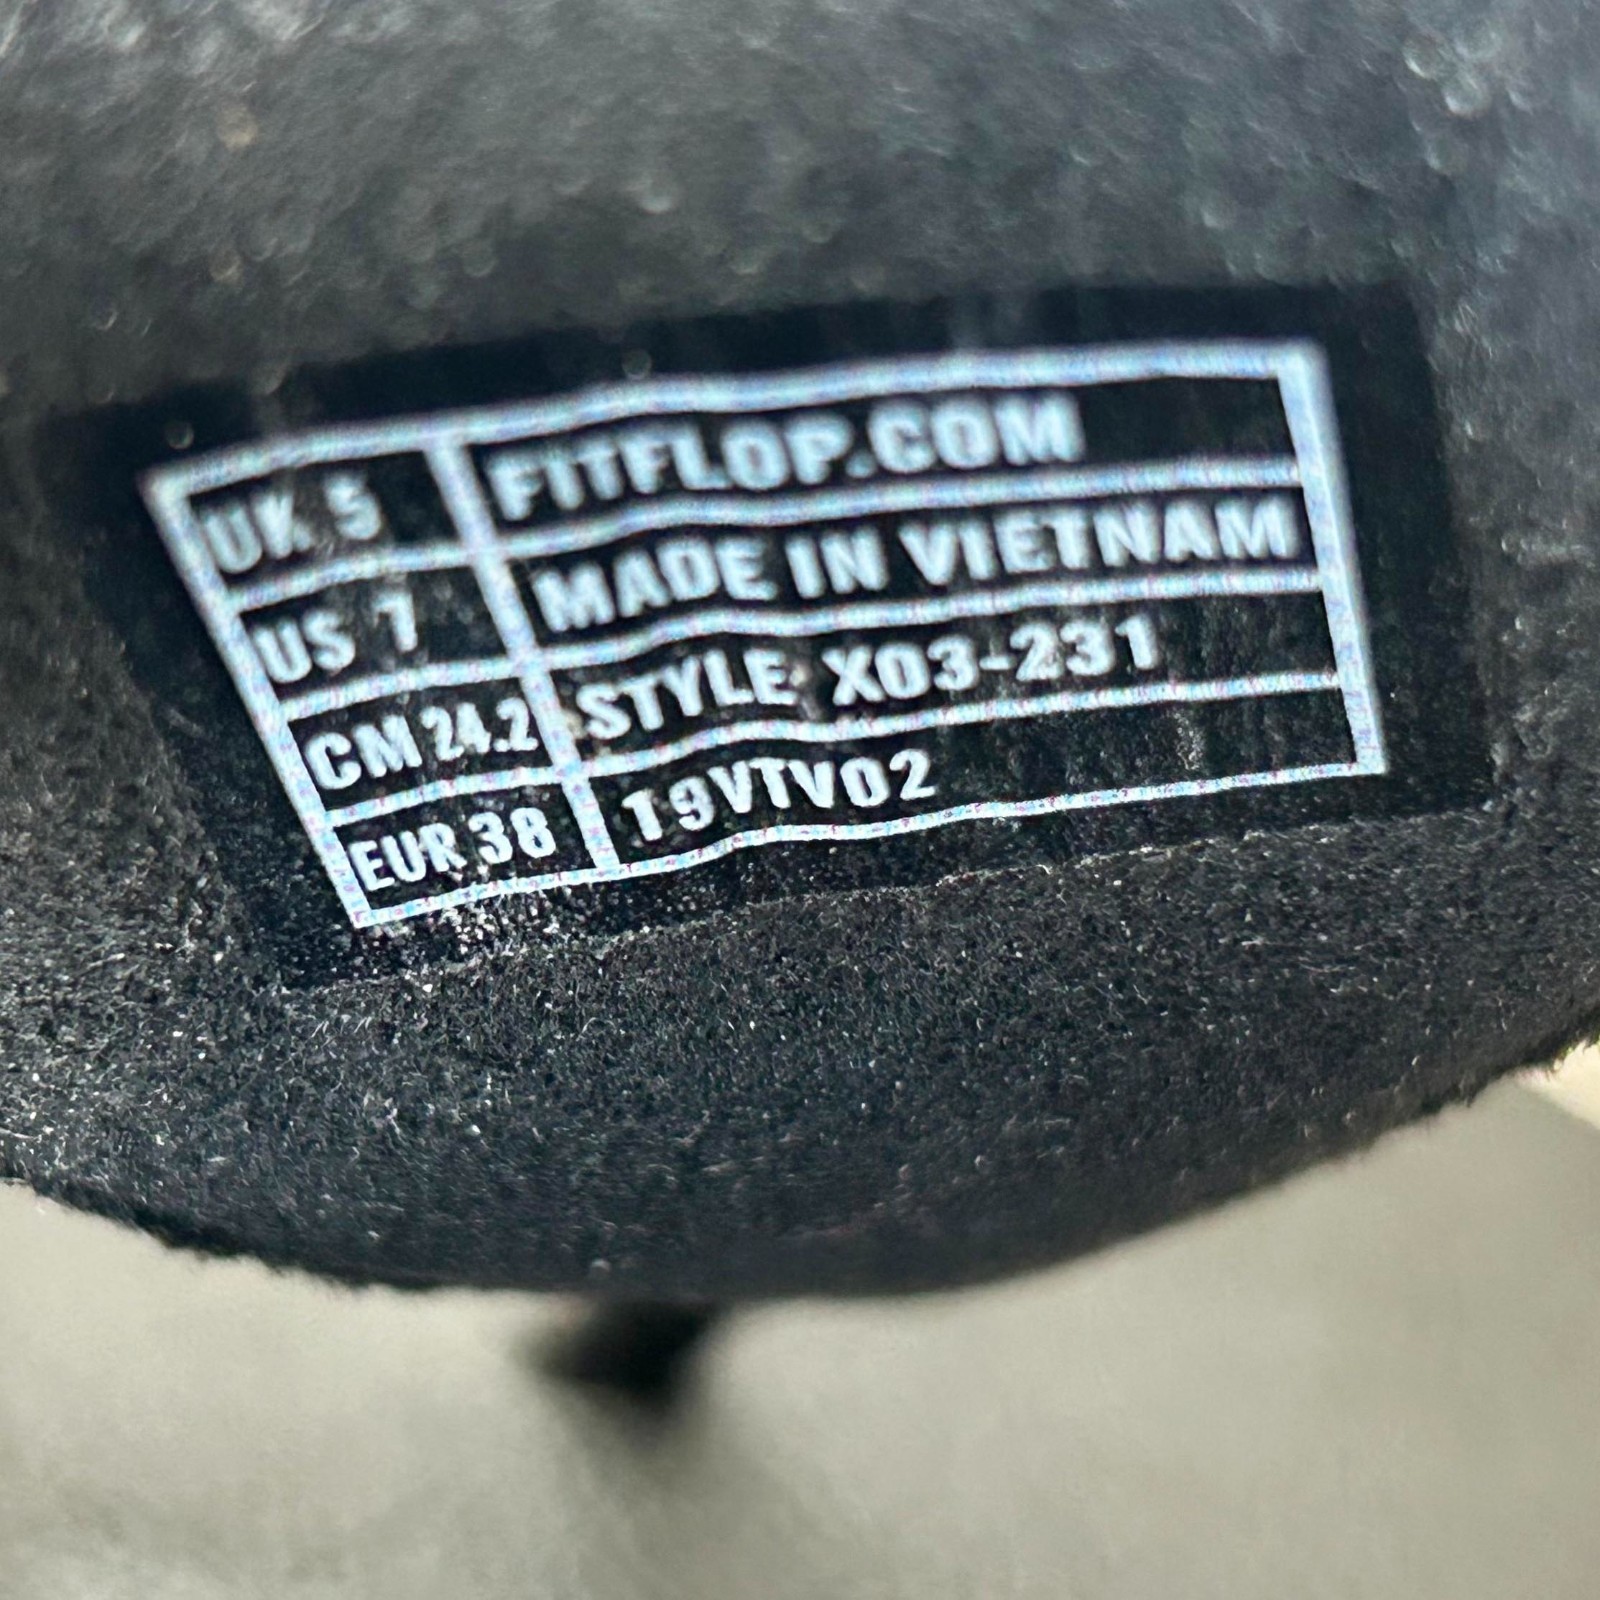 UK 5 FITFLOP.COM
US 7 MADE IN VIETNAM
CM 24.2 STYLE X03-231
EUR 38 19VTV02